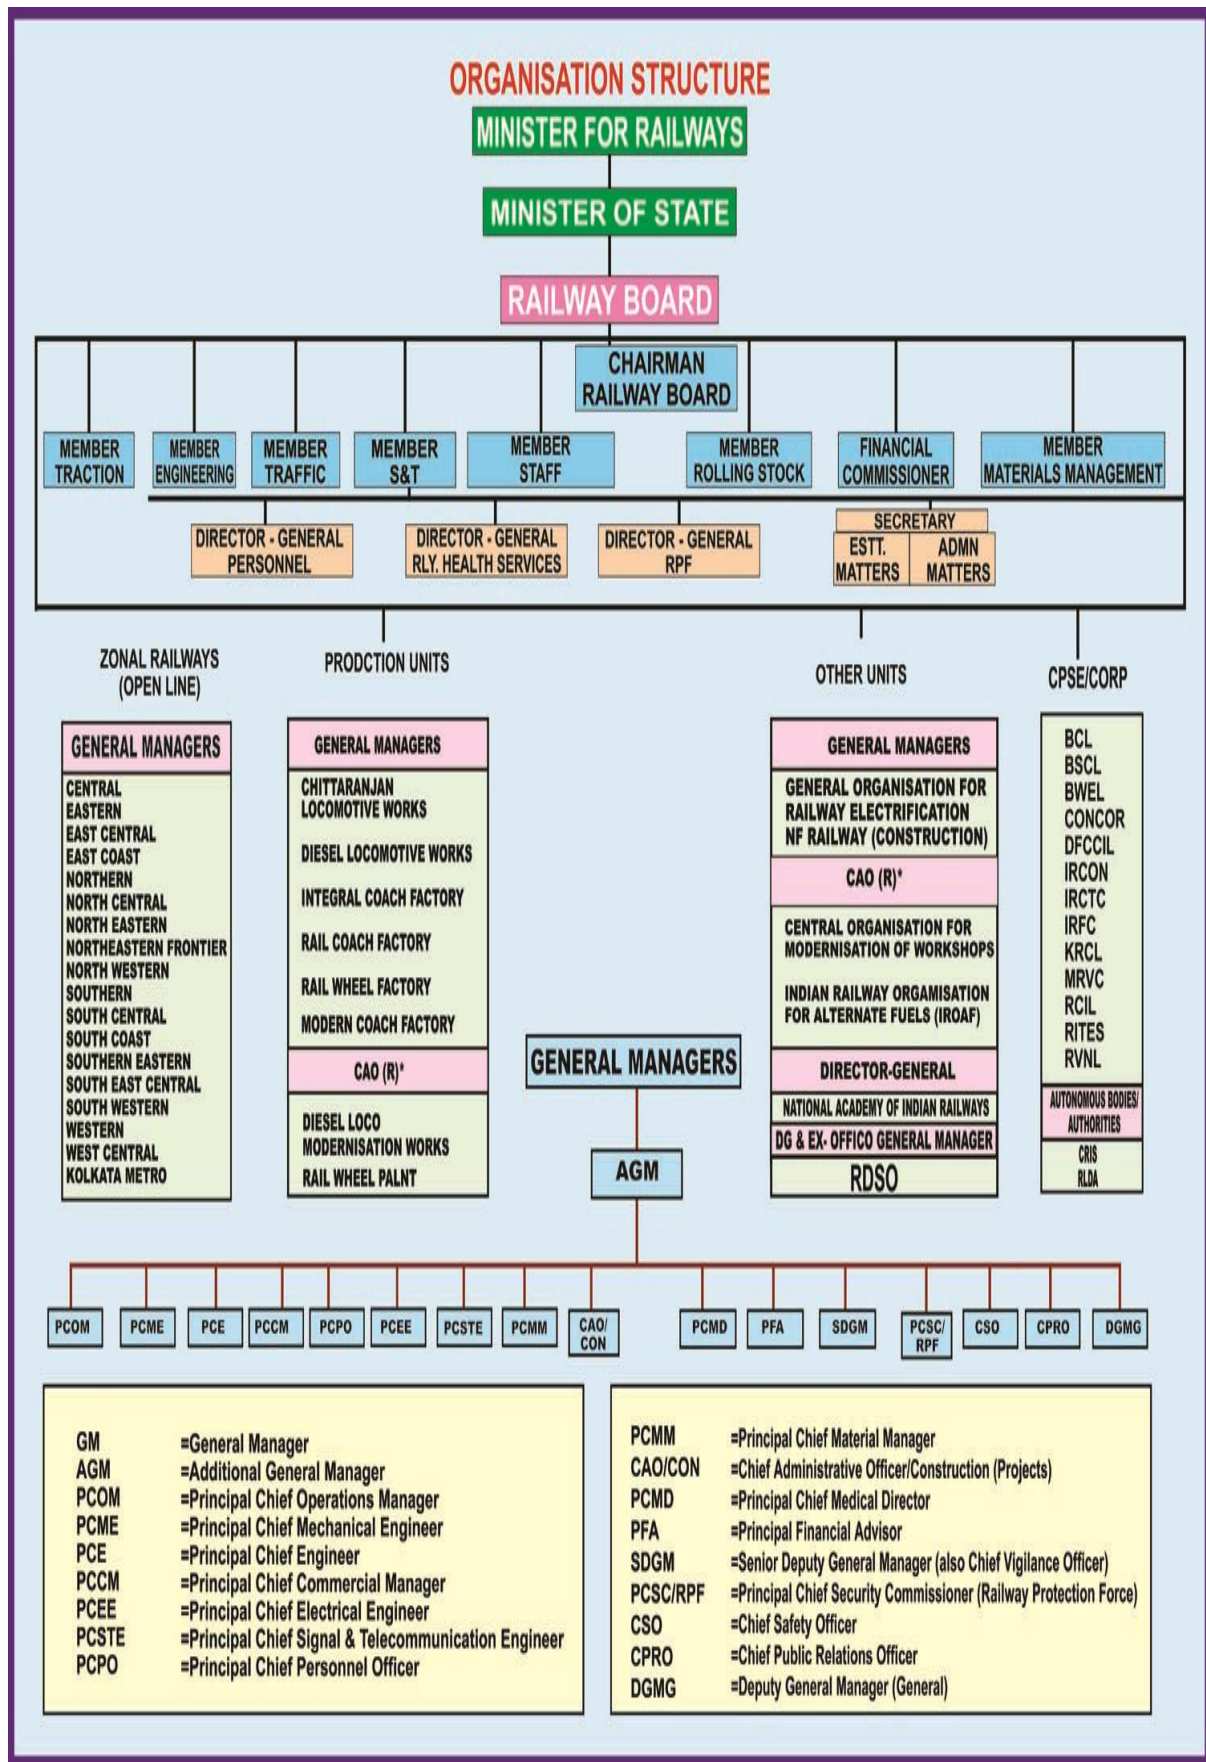 ORGANISATION STRUCTURE
MINISTER FOR RAILWAYS
MINISTER OF STATE
RAILWAY BOARD
CHAIRMAN
RAILWAY BOARD
MEMBER
TRACTION
MEMBER
ENGINEERING
MEMBER
TRAFFIC
MEMBER
S&T
MEMBER
STAFF
MEMBER
ROLLING STOCK
FINANCIAL
COMMISSIONER
MEMBER
MATERIALS MANAGEMENT
DIRECTOR - GENERAL
PERSONNEL
DIRECTOR - GENERAL
RLY. HEALTH SERVICES
DIRECTOR - GENERAL
RPF
SECRETARY
ESTT.
MATTERS
ADMN
MATTERS
ZONAL RAILWAYS
(OPEN LINE)
GENERAL MANAGERS
CENTRAL
EASTERN
EAST CENTRAL
EAST COAST
NORTHERN
NORTH CENTRAL
NORTH EASTERN
NORTHEASTERN FRONTIER
NORTH WESTERN
SOUTHERN
SOUTH CENTRAL
SOUTH COAST
SOUTHERN EASTERN
SOUTH EAST CENTRAL
SOUTH WESTERN
WESTERN
WEST CENTRAL
KOLKATA METRO
PRODCTION UNITS
GENERAL MANAGERS
CHITTARANJAN
LOCOMOTIVE WORKS
DIESEL LOCOMOTIVE WORKS
INTEGRAL COACH FACTORY
RAIL COACH FACTORY
RAIL WHEEL FACTORY
MODERN COACH FACTORY
CAO (R)*
DIESEL LOCO
MODERNISATION WORKS
RAIL WHEEL PALNT
OTHER UNITS
GENERAL MANAGERS
GENERAL ORGANISATION FOR
RAILWAY ELECTRIFICATION
NF RAILWAY (CONSTRUCTION)
CAO (R)*
CENTRAL ORGANISATION FOR
MODERNISATION OF WORKSHOPS
INDIAN RAILWAY ORGAMISATION
FOR ALTERNATE FUELS (IROAF)
DIRECTOR-GENERAL
NATIONAL ACADEMY OF INDIAN RAILWAYS
DG & EX- OFFICO GENERAL MANAGER
RDSO
CPSE/CORP
BCL
BSCL
BWEL
CONCOR
DFCCIL
IRCON
IRCTC
IRFC
KRCL
MRVC
RCIL
RITES
RVNL
AUTONOMOUS BODIES/
AUTHORITIES
CRIS
RLDA
GENERAL MANAGERS
AGM
PCOM
PCME
PCE
PCCM
PCPO
PCEE
PCSTE
PCMM
CAO/
CON
PCMD
PFA
SDGM
PCSC/
RPF
CSO
CPRO
DGMG
GM =General Manager
AGM =Additional General Manager
PCOM =Principal Chief Operations Manager
PCME =Principal Chief Mechanical Engineer
PCE =Principal Chief Engineer
PCCM =Principal Chief Commercial Manager
PCEE =Principal Chief Electrical Engineer
PCSTE =Principal Chief Signal & Telecommunication Engineer
PCPO =Principal Chief Personnel Officer
PCMM =Principal Chief Material Manager
CAO/CON =Chief Administrative Officer/Construction (Projects)
PCMD =Principal Chief Medical Director
PFA =Principal Financial Advisor
SDGM =Senior Deputy General Manager (also Chief Vigilance Officer)
PCSC/RPF =Principal Chief Security Commissioner (Railway Protection Force)
CSO =Chief Safety Officer
CPRO =Chief Public Relations Officer
DGMG =Deputy General Manager (General)